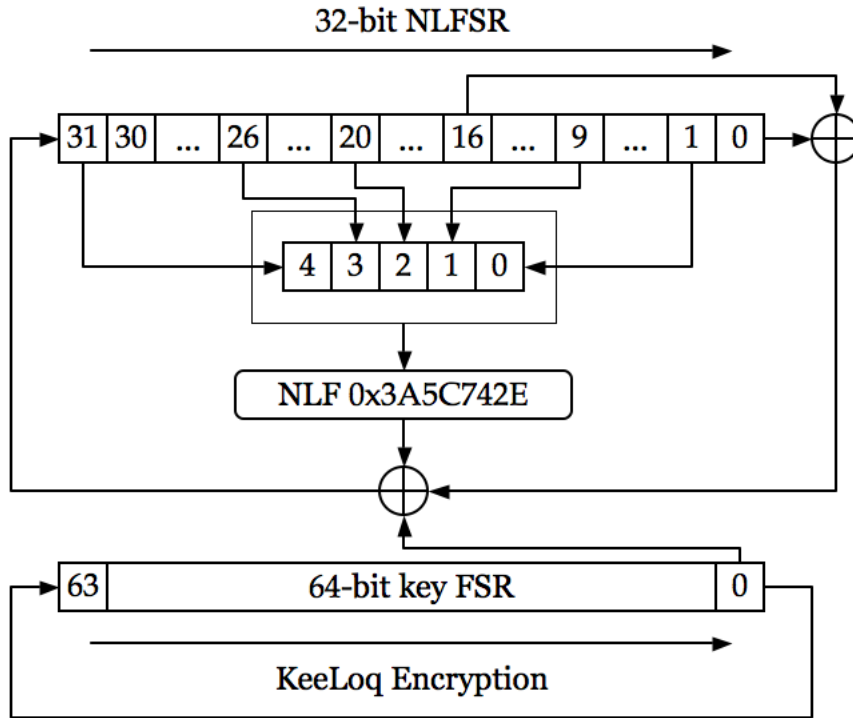 32-bit NLFSR
31 30 ... 26 ... 20 ... 16 ... 9 ... 1 0
4 3 2 1 0
NLF 0x3A5C742E
63 64-bit key FSR 0
KeeLoq Encryption